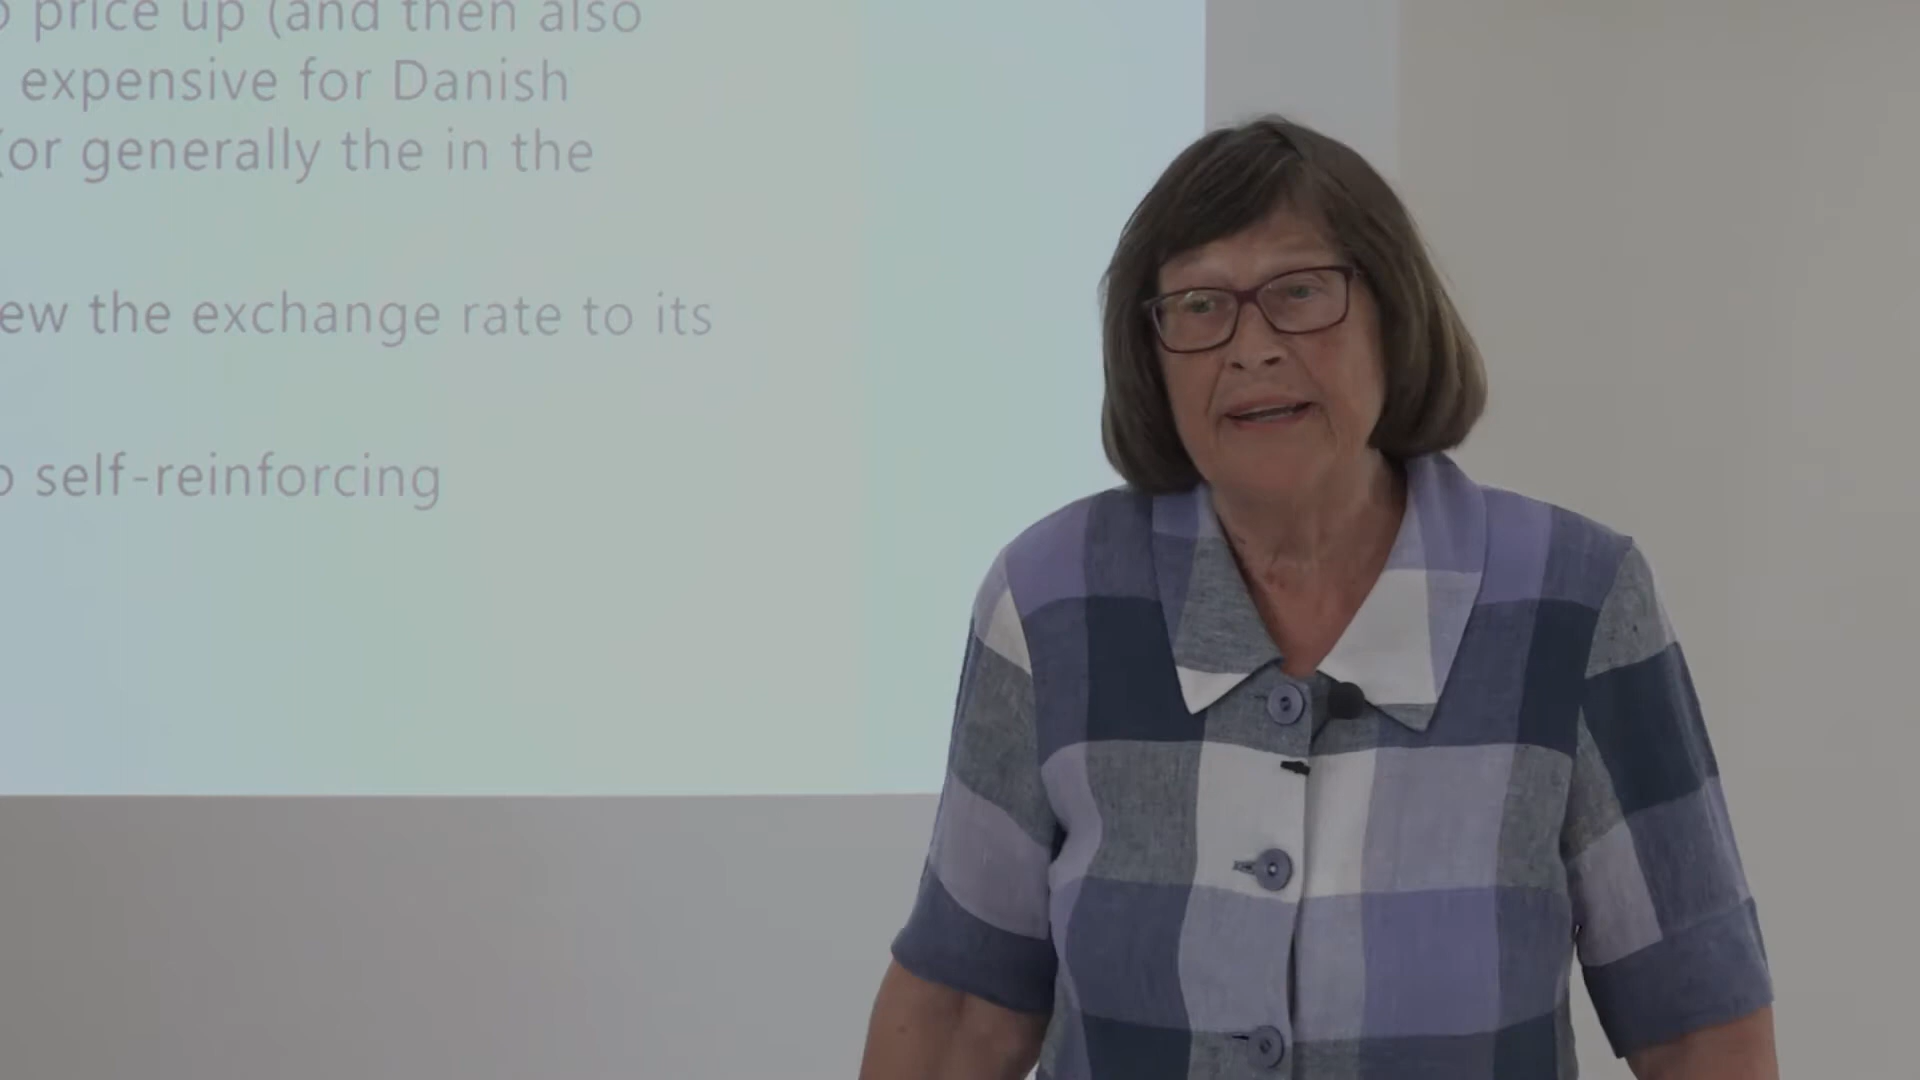 price up (and then also
expensive for Danish
(or generally the in the
the exchange rate to its
self-reinforcing